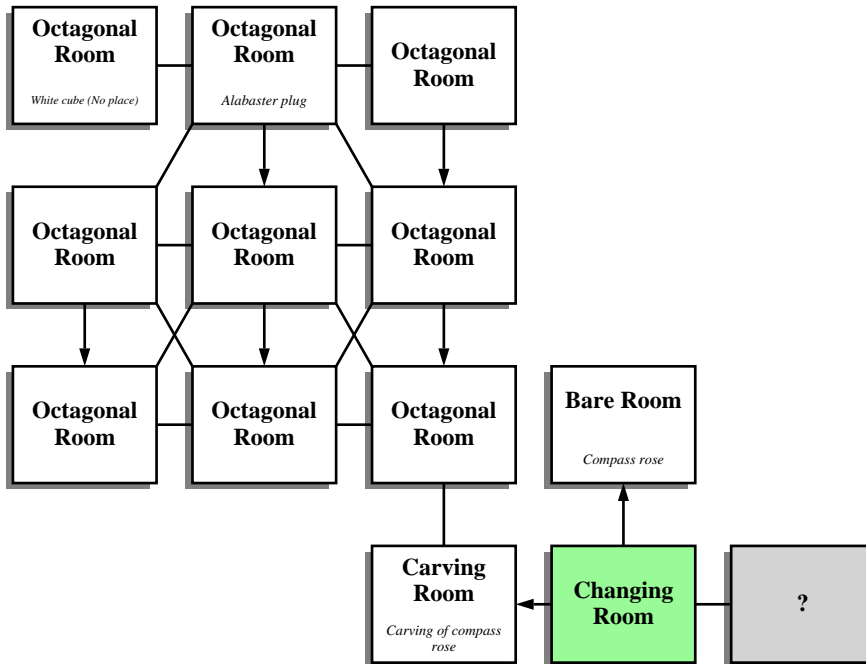 Octagonal
Room
White cube (No place)
Octagonal
Room
Alabaster plug
Octagonal
Room
Octagonal
Room
Octagonal
Room
Octagonal
Room
Octagonal
Room
Octagonal
Room
Octagonal
Room
Bare Room
Compass rose
Carving
Room
Carving of compass
rose
Changing
Room
?